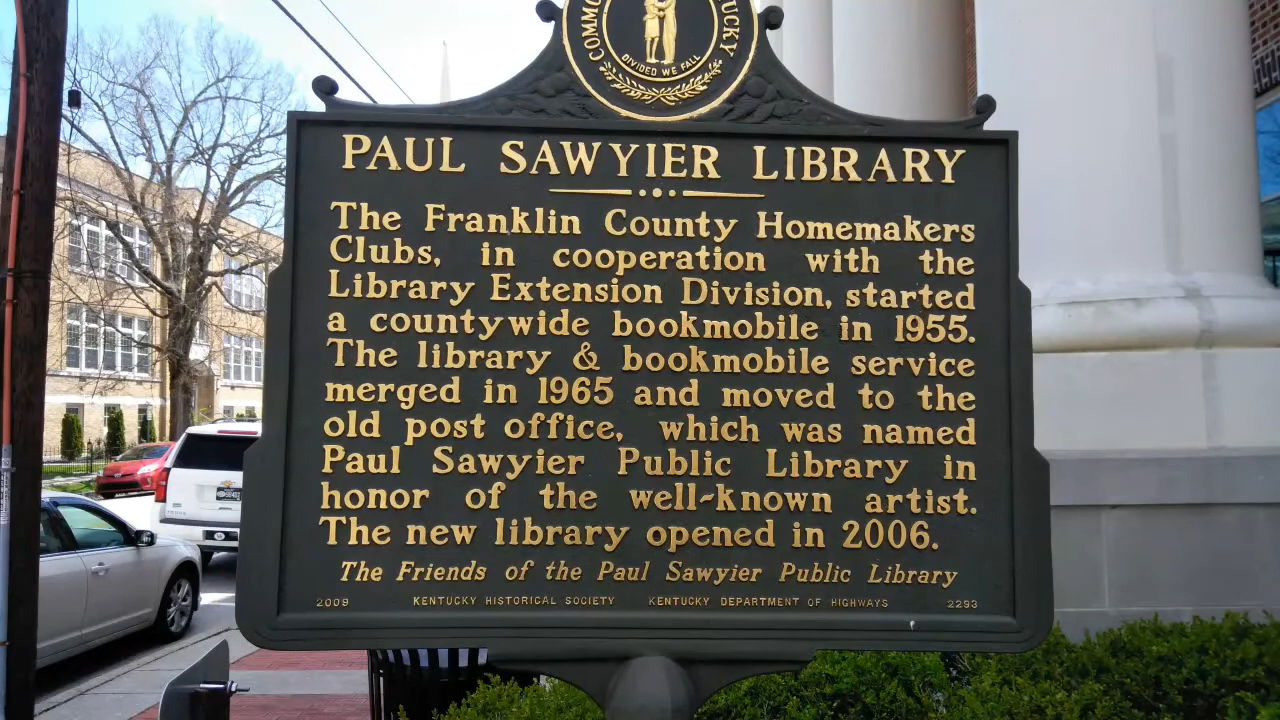 COMMO
TUCKY
DIVIDED WE FALL
PAUL SAWYIER LIBRARY
The Franklin County Homemakers
Clubs, in cooperation with the
Library Extension Division, started
a countywide bookmobile in 1955.
The library & bookmobile service
merged in 1965 and moved to the
old post office, which was named
Paul Sawyier Public Library in
honor of the well-known artist.
The new library opened in 2006.
The Friends of the Paul Sawyier Public Library
2009 KENTUCKY HISTORICAL SOCIETY KENTUCKY DEPARTMENT OF HIGHWAYS 2293